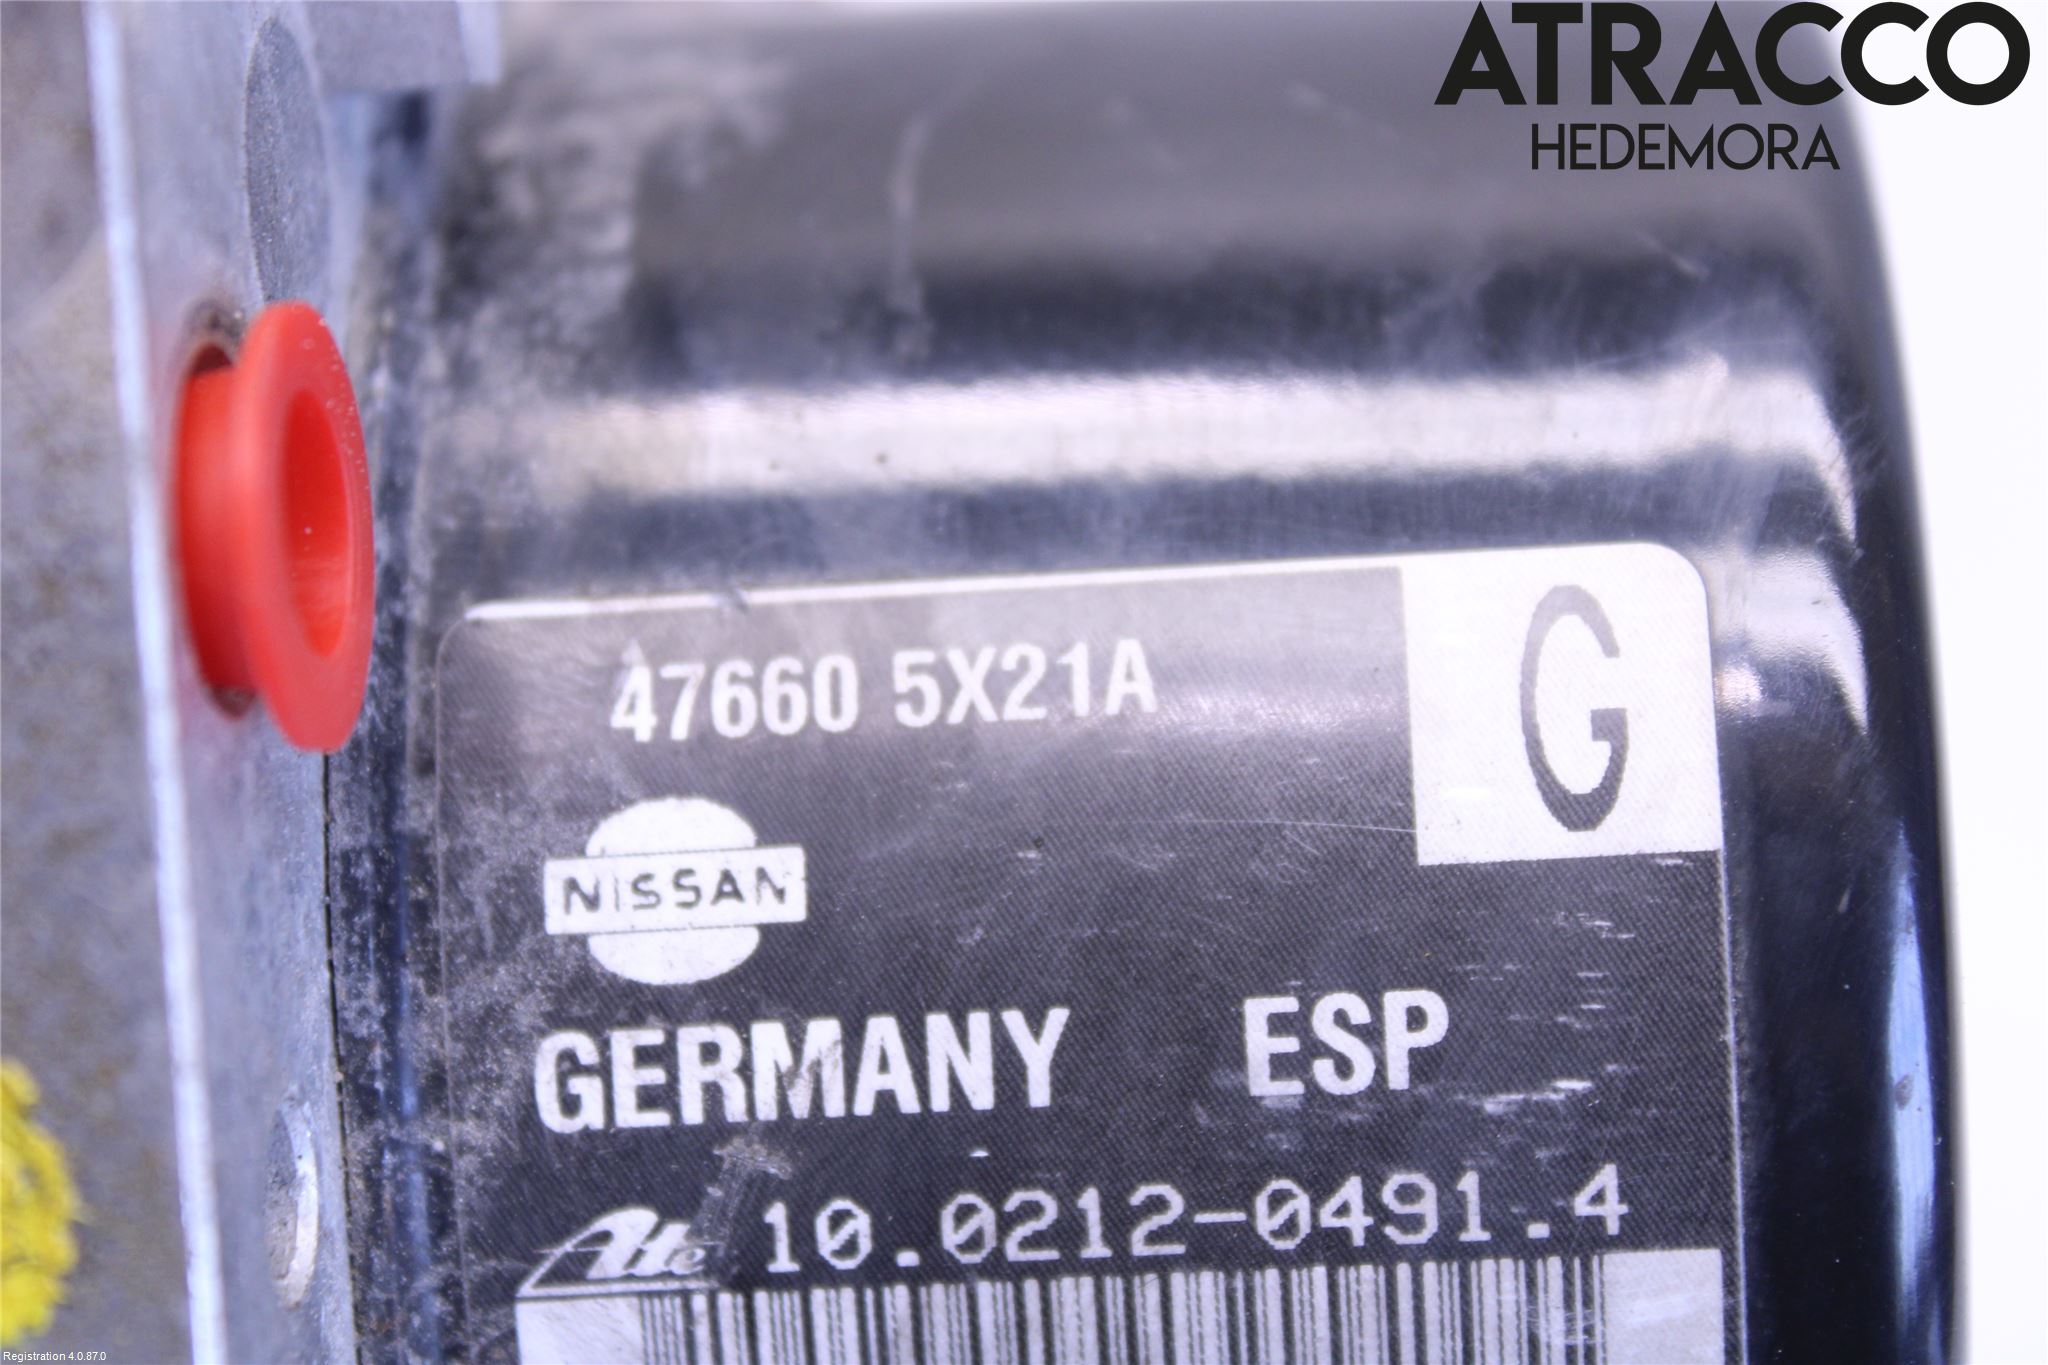 ATRACCO
HEDEMORA
47660 5X21A
G
NISSAN
GERMANY ESP
Ate 10.0212-0491.4
Registration 4.0.87.0